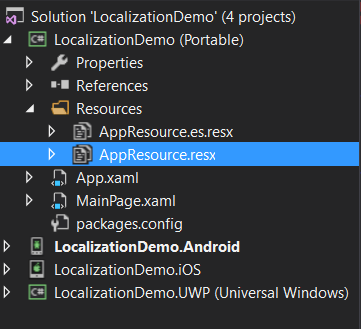 Solution 'LocalizationDemo' (4 projects)
LocalizationDemo (Portable)
Properties
References
Resources
AppResource.es.resx
AppResource.resx
App.xaml
MainPage.xaml
packages.config
LocalizationDemo.Android
LocalizationDemo.iOS
LocalizationDemo.UWP (Universal Windows)